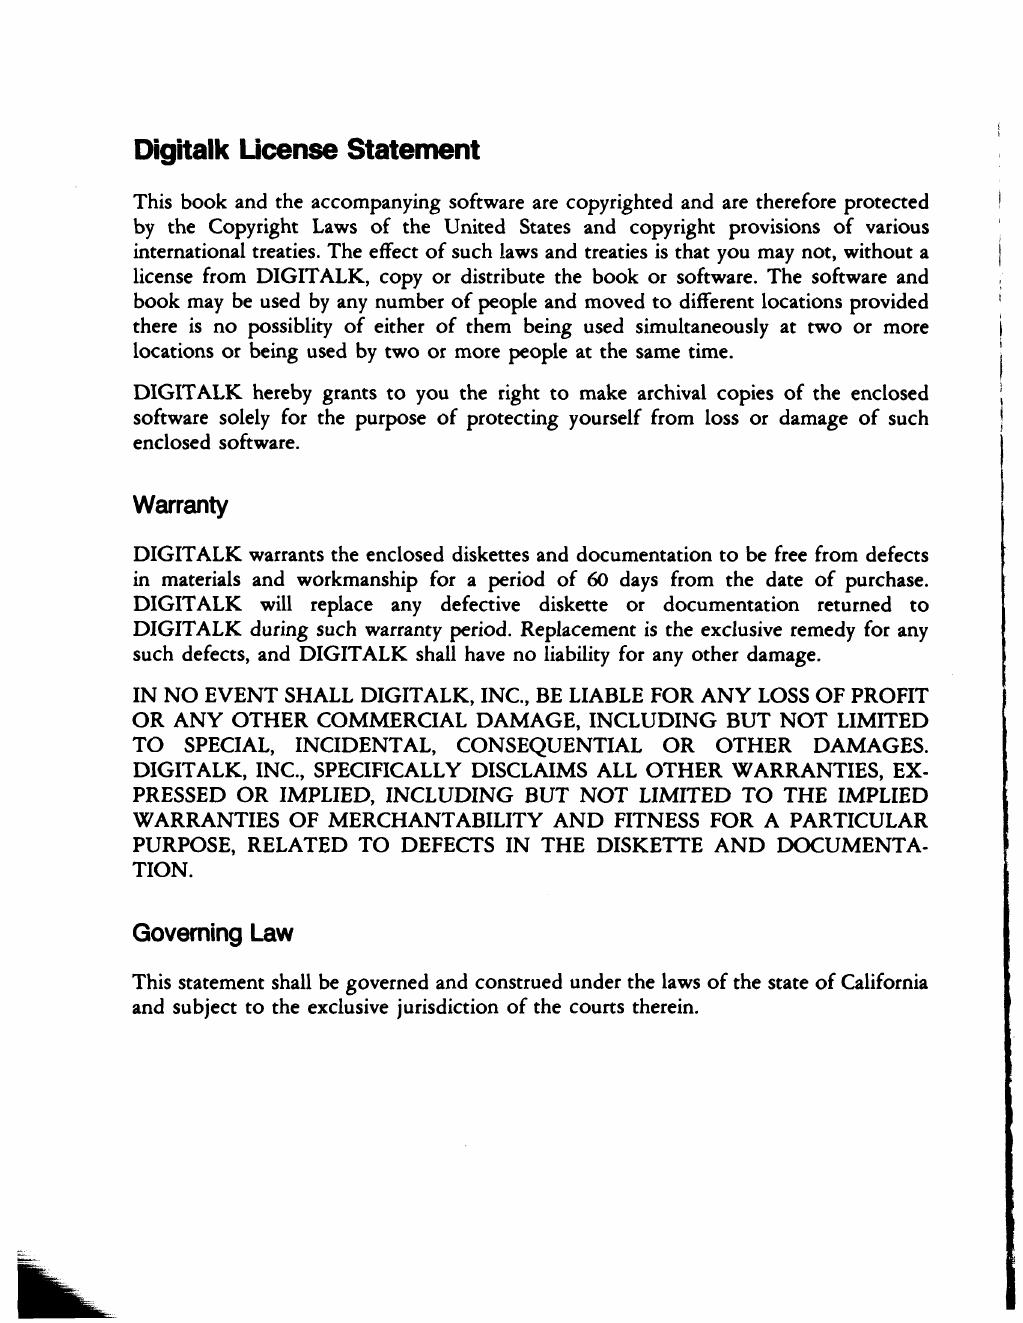 Digitalk License Statement
This book and the accompanying software are copyrighted and are therefore protected
by the Copyright Laws of the United States and copyright provisions of various
international treaties. The effect of such laws and treaties is that you may not, without a
license from DIGITALK, copy or distribute the book or software. The software and
book may be used by any number of people and moved to different locations provided
there is no possiblity of either of them being used simultaneously at two or more
locations or being used by two or more people at the same time.
DIGITALK hereby grants to you the right to make archival copies of the enclosed
software solely for the purpose of protecting yourself from loss or damage of such
enclosed software.
Warranty
DIGITALK warrants the enclosed diskettes and documentation to be free from defects
in materials and workmanship for a period of 60 days from the date of purchase.
DIGITALK will replace any defective diskette or documentation returned to
DIGITALK during such warranty period. Replacement is the exclusive remedy for any
such defects, and DIGITALK shall have no liability for any other damage.
IN NO EVENT SHALL DIGITALK, INC., BE LIABLE FOR ANY LOSS OF PROFIT
OR ANY OTHER COMMERCIAL DAMAGE, INCLUDING BUT NOT LIMITED
TO SPECIAL, INCIDENTAL, CONSEQUENTIAL OR OTHER DAMAGES.
DIGITALK, INC., SPECIFICALLY DISCLAIMS ALL OTHER WARRANTIES, EX-
PRESSED OR IMPLIED, INCLUDING BUT NOT LIMITED TO THE IMPLIED
WARRANTIES OF MERCHANTABILITY AND FITNESS FOR A PARTICULAR
PURPOSE, RELATED TO DEFECTS IN THE DISKETTE AND DOCUMENTA-
TION.
Governing Law
This statement shall be governed and construed under the laws of the state of California
and subject to the exclusive jurisdiction of the courts therein.